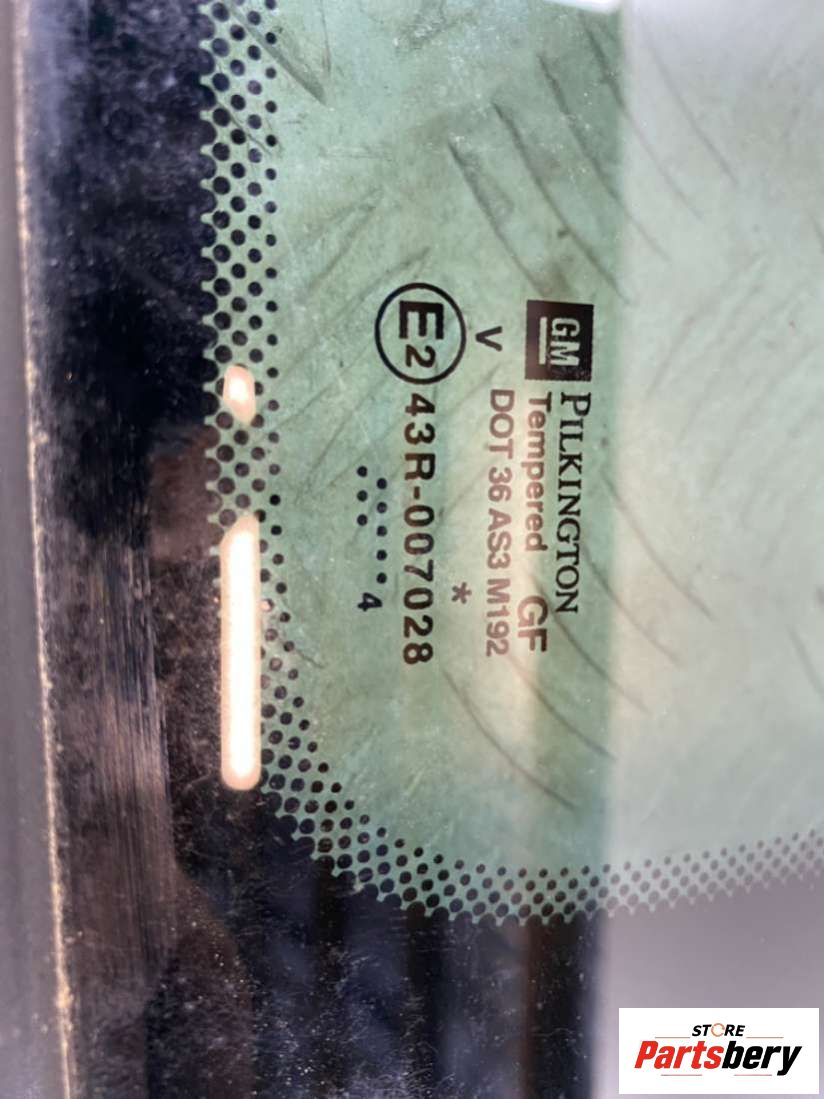 GM PILKINGTON
Tempered GF
V DOT 36 AS3 M192
*
E2 43R-007028
4
STORE
Partsbery